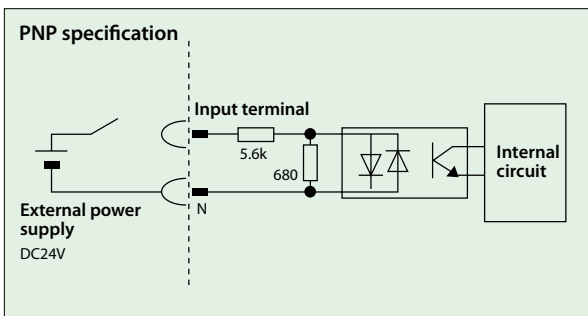 PNP specification
Input terminal
5.6k
680
Internal
circuit
N
External power
supply
DC24V